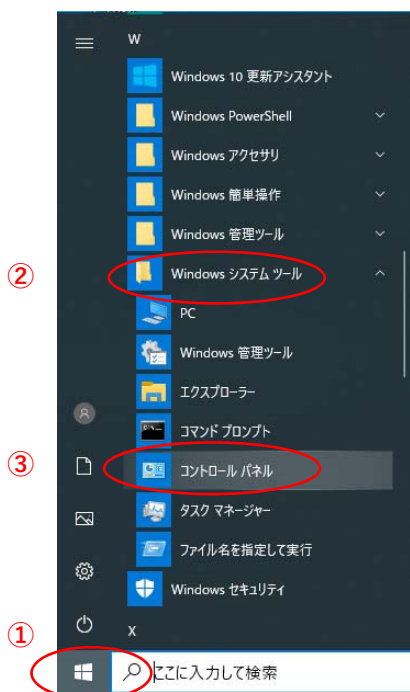 W
Windows 10 更新アシスタント
Windows PowerShell
Windows アクセサリ
Windows 簡単操作
Windows 管理ツール
② Windows システム ツール
PC
Windows 管理ツール
エクスプローラー
コマンド プロンプト
③ コントロール パネル
タスク マネージャー
ファイル名を指定して実行
Windows セキュリティ
① X
ここに入力して検索